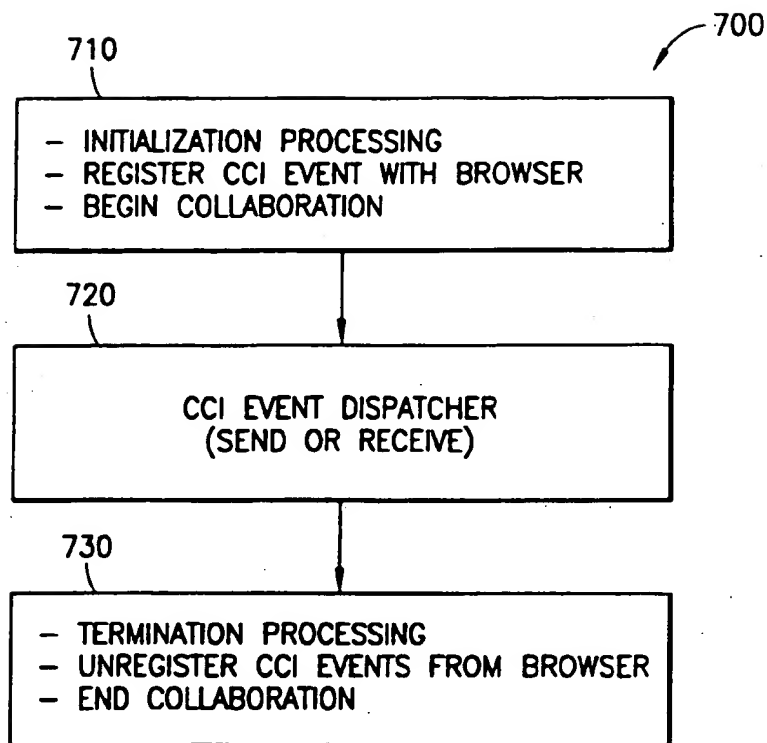 700
710
- INITIALIZATION PROCESSING
- REGISTER CCI EVENT WITH BROWSER
- BEGIN COLLABORATION
720
CCI EVENT DISPATCHER
(SEND OR RECEIVE)
730
- TERMINATION PROCESSING
- UNREGISTER CCI EVENTS FROM BROWSER
- END COLLABORATION